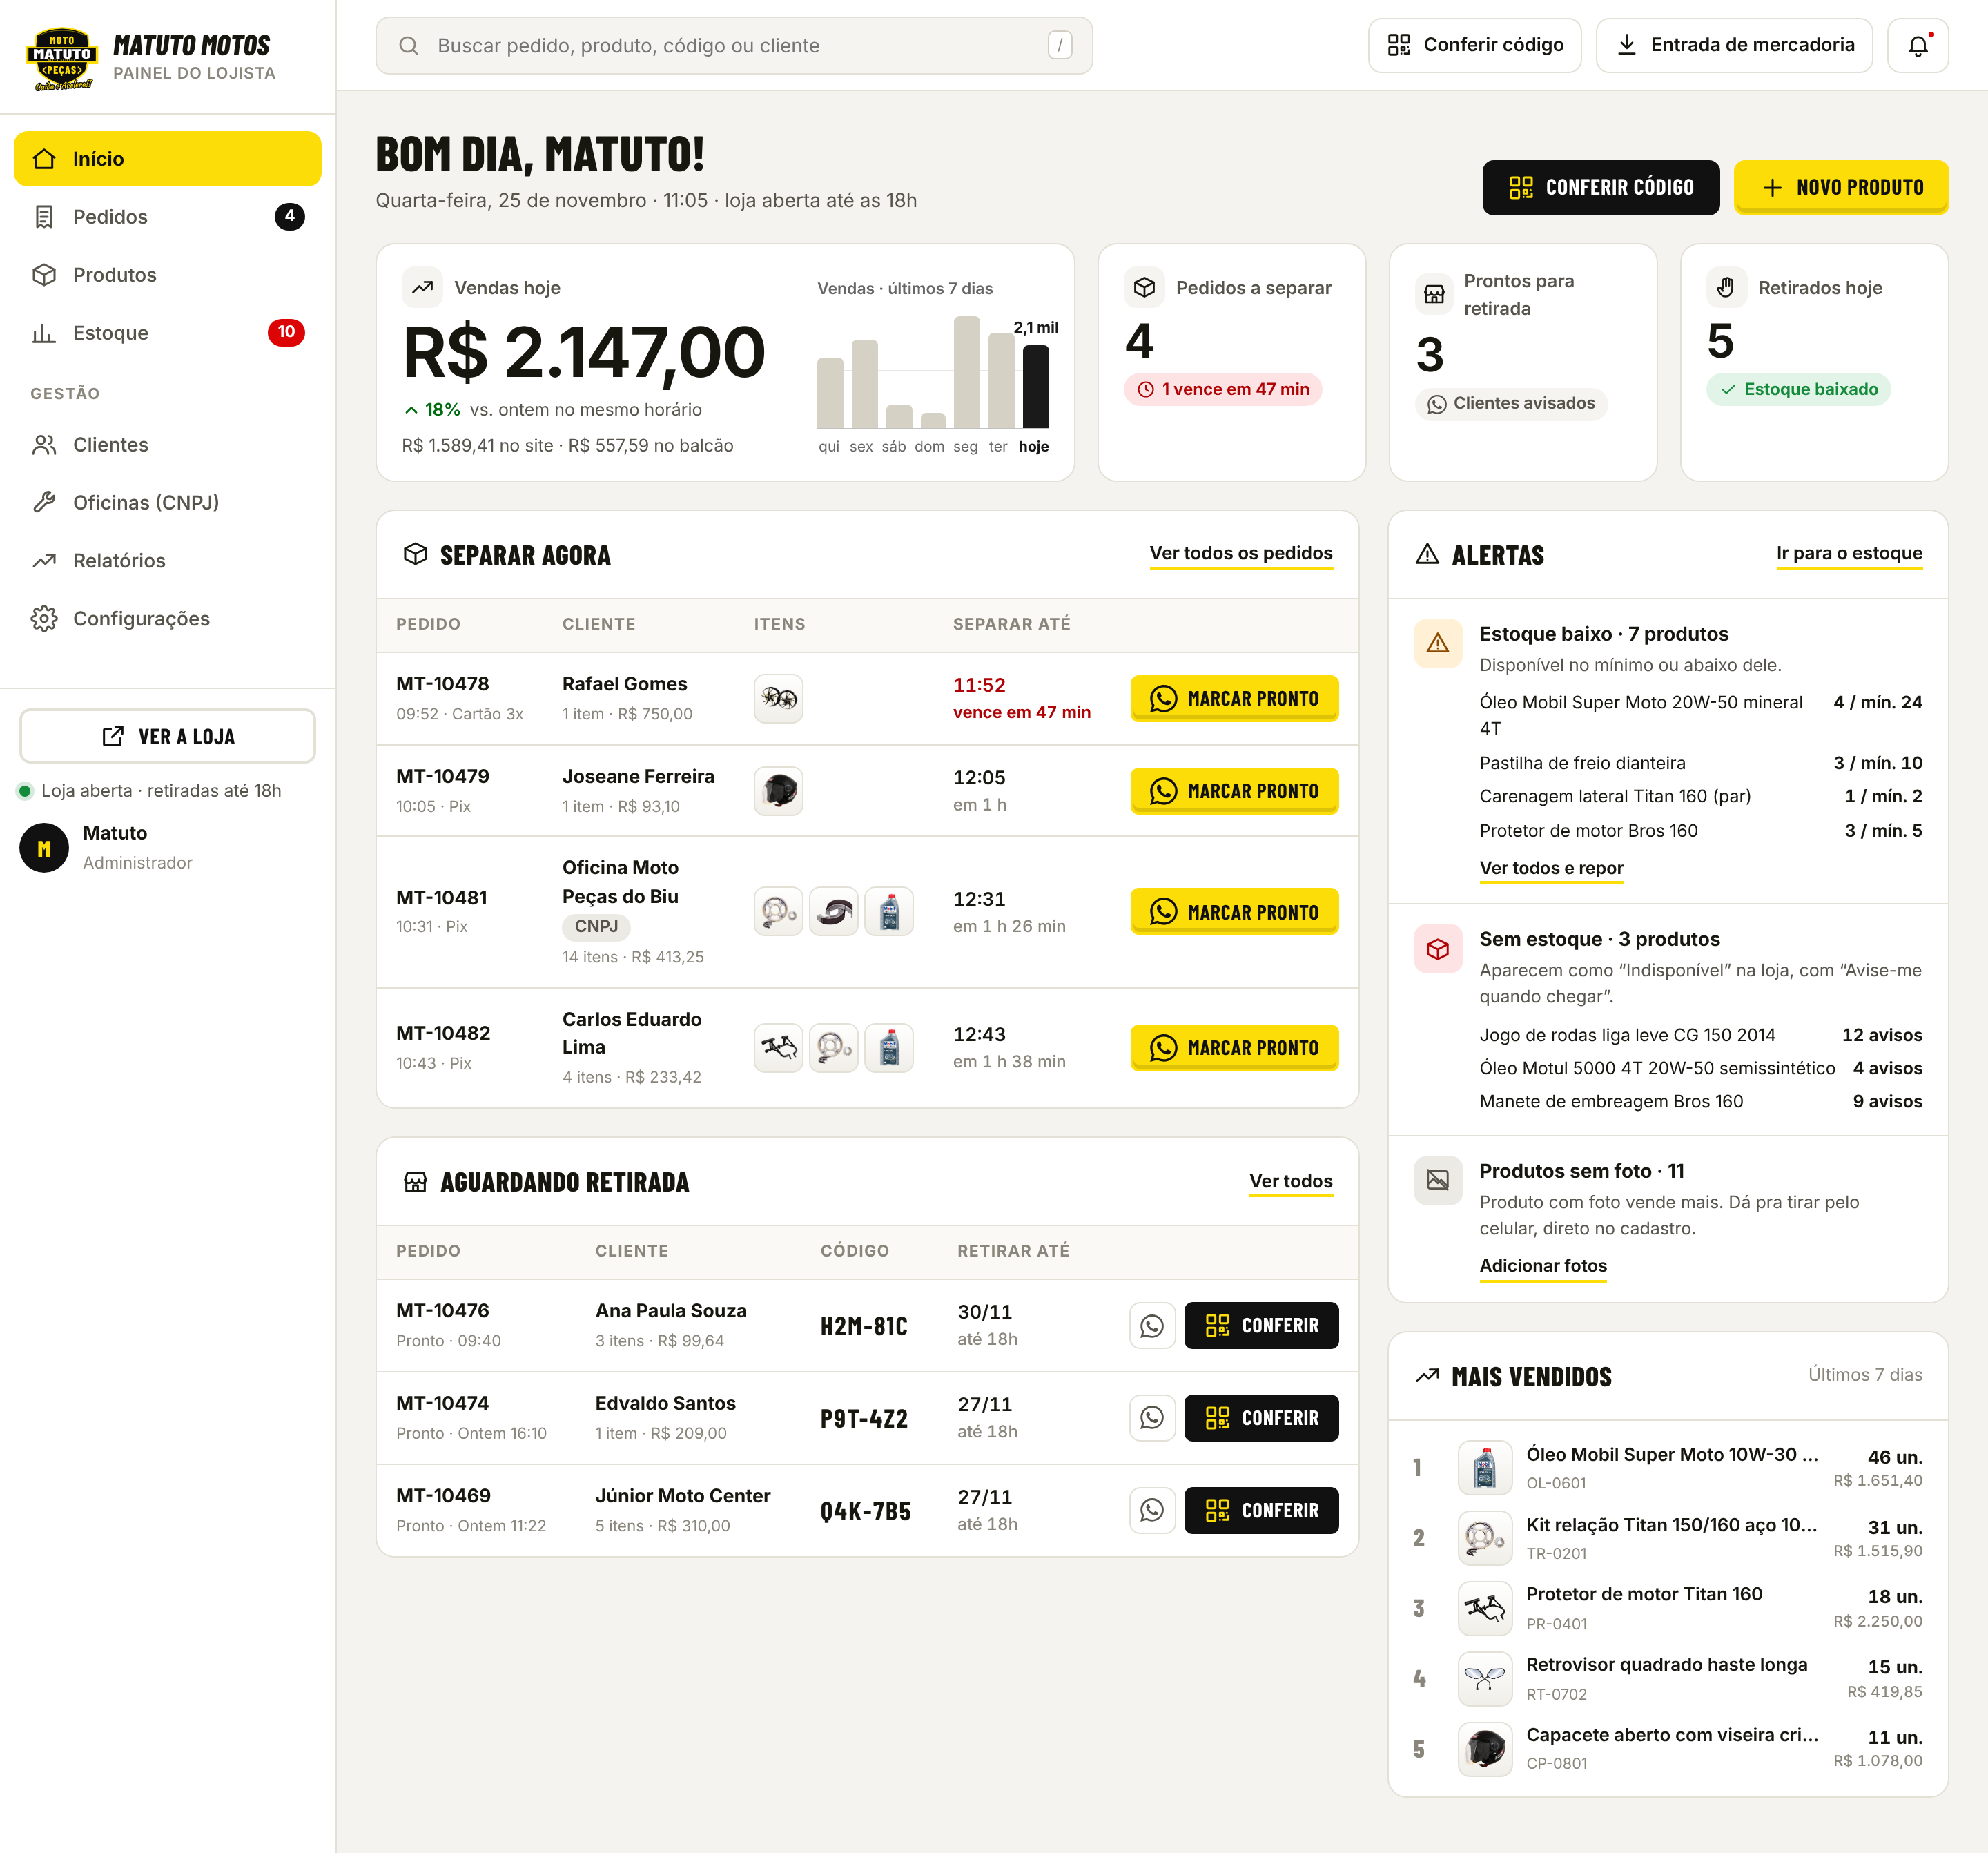 MOTO
MATUTO
PEÇAS
MATUTO MOTOS
PAINEL DO LOJISTA
Buscar pedido, produto, código ou cliente
/
Conferir código
Entrada de mercadoria
Início
Pedidos
4
Produtos
Estoque
10
GESTÃO
Clientes
Oficinas (CNPJ)
Relatórios
Configurações
VER A LOJA
Loja aberta · retiradas até 18h
M
Matuto
Administrador
BOM DIA, MATUTO!
Quarta-feira, 25 de novembro · 11:05 · loja aberta até as 18h
CONFERIR CÓDIGO
NOVO PRODUTO
Vendas hoje
R$ 2.147,00
18% vs. ontem no mesmo horário
R$ 1.589,41 no site · R$ 557,59 no balcão
Vendas · últimos 7 dias
2,1 mil
qui sex sáb dom seg ter hoje
Pedidos a separar
4
1 vence em 47 min
Prontos para
retirada
3
Clientes avisados
Retirados hoje
5
Estoque baixado
SEPARAR AGORA
Ver todos os pedidos
PEDIDO CLIENTE ITENS SEPARAR ATÉ
MT-10478
09:52 · Cartão 3x
Rafael Gomes
1 item · R$ 750,00
11:52
vence em 47 min
MARCAR PRONTO
MT-10479
10:05 · Pix
Joseane Ferreira
1 item · R$ 93,10
12:05
em 1 h
MARCAR PRONTO
MT-10481
10:31 · Pix
Oficina Moto
Peças do Biu
CNPJ
14 itens · R$ 413,25
12:31
em 1 h 26 min
MARCAR PRONTO
MT-10482
10:43 · Pix
Carlos Eduardo
Lima
4 itens · R$ 233,42
12:43
em 1 h 38 min
MARCAR PRONTO
AGUARDANDO RETIRADA
Ver todos
PEDIDO CLIENTE CÓDIGO RETIRAR ATÉ
MT-10476
Pronto · 09:40
Ana Paula Souza
3 itens · R$ 99,64
H2M-81C
30/11
até 18h
CONFERIR
MT-10474
Pronto · Ontem 16:10
Edvaldo Santos
1 item · R$ 209,00
P9T-4Z2
27/11
até 18h
CONFERIR
MT-10469
Pronto · Ontem 11:22
Júnior Moto Center
5 itens · R$ 310,00
Q4K-7B5
27/11
até 18h
CONFERIR
ALERTAS
Ir para o estoque
Estoque baixo · 7 produtos
Disponível no mínimo ou abaixo dele.
Óleo Mobil Super Moto 20W-50 mineral
4T
4 / mín. 24
Pastilha de freio dianteira 3 / mín. 10
Carenagem lateral Titan 160 (par) 1 / mín. 2
Protetor de motor Bros 160 3 / mín. 5
Ver todos e repor
Sem estoque · 3 produtos
Aparecem como “Indisponível” na loja, com “Avise-me
quando chegar”.
Jogo de rodas liga leve CG 150 2014 12 avisos
Óleo Motul 5000 4T 20W-50 semissintético 4 avisos
Manete de embreagem Bros 160 9 avisos
Produtos sem foto · 11
Produto com foto vende mais. Dá pra tirar pelo
celular, direto no cadastro.
Adicionar fotos
MAIS VENDIDOS
Últimos 7 dias
1
Óleo Mobil Super Moto 10W-30 ...
OL-0601
46 un.
R$ 1.651,40
2
Kit relação Titan 150/160 aço 10...
TR-0201
31 un.
R$ 1.515,90
3
Protetor de motor Titan 160
PR-0401
18 un.
R$ 2.250,00
4
Retrovisor quadrado haste longa
RT-0702
15 un.
R$ 419,85
5
Capacete aberto com viseira cri...
CP-0801
11 un.
R$ 1.078,00